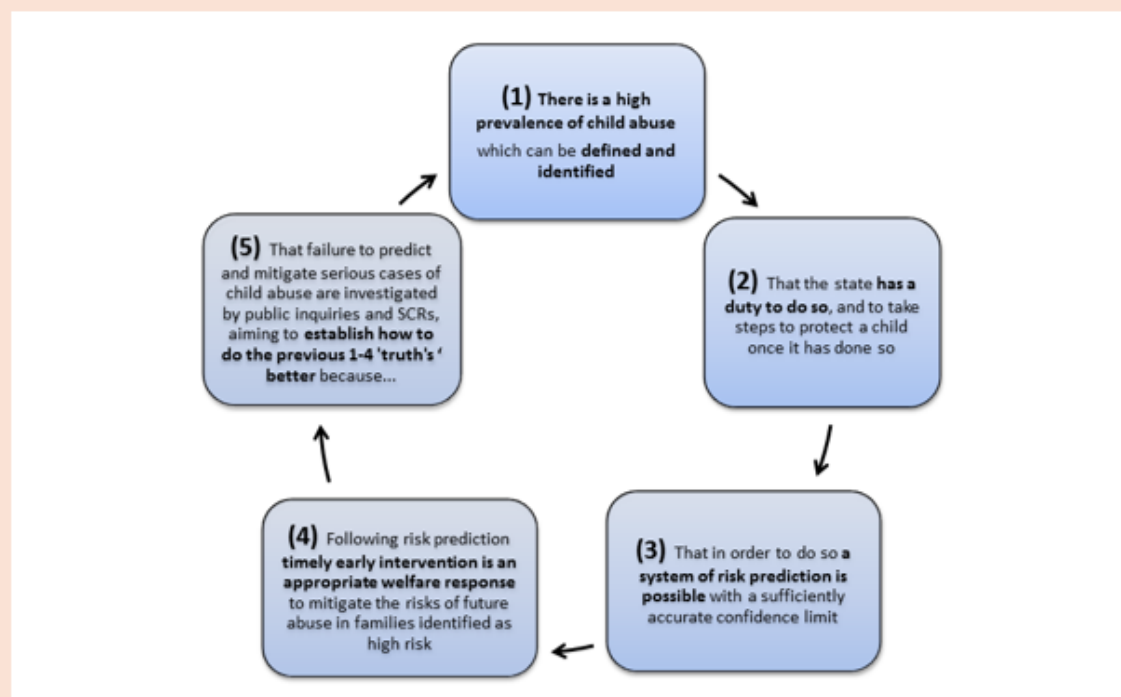 (1) There is a high
prevalence of child abuse
which can be defined and
identified
(2) That the state has a
duty to do so, and to take
steps to protect a child
once it has done so
(3) That in order to do so a
system of risk prediction is
possible with a sufficiently
accurate confidence limit
(4) Following risk prediction
timely early intervention is an
appropriate welfare response
to mitigate the risks of future
abuse in families identified as
high risk
(5) That failure to predict
and mitigate serious cases of
child abuse are investigated
by public inquiries and SCRs,
aiming to establish how to
do the previous 1-4 'truth's ‘
better because...